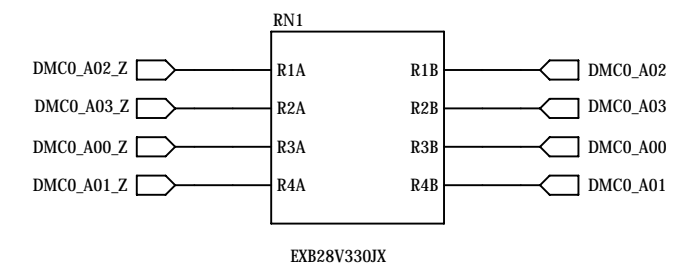 RN1
DMC0_A02_Z R1A R1B DMC0_A02
DMC0_A03_Z R2A R2B DMC0_A03
DMC0_A00_Z R3A R3B DMC0_A00
DMC0_A01_Z R4A R4B DMC0_A01
EXB28V330JX